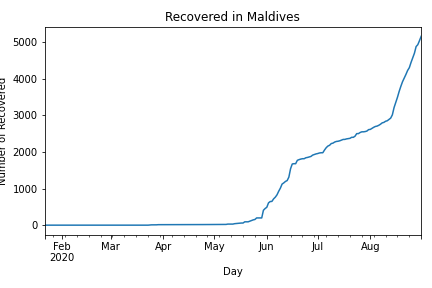 Recovered in Maldives
Number of Recovered
5000
4000
3000
2000
1000
0
Feb
2020
Mar
Apr
May
Jun
Jul
Aug
Day